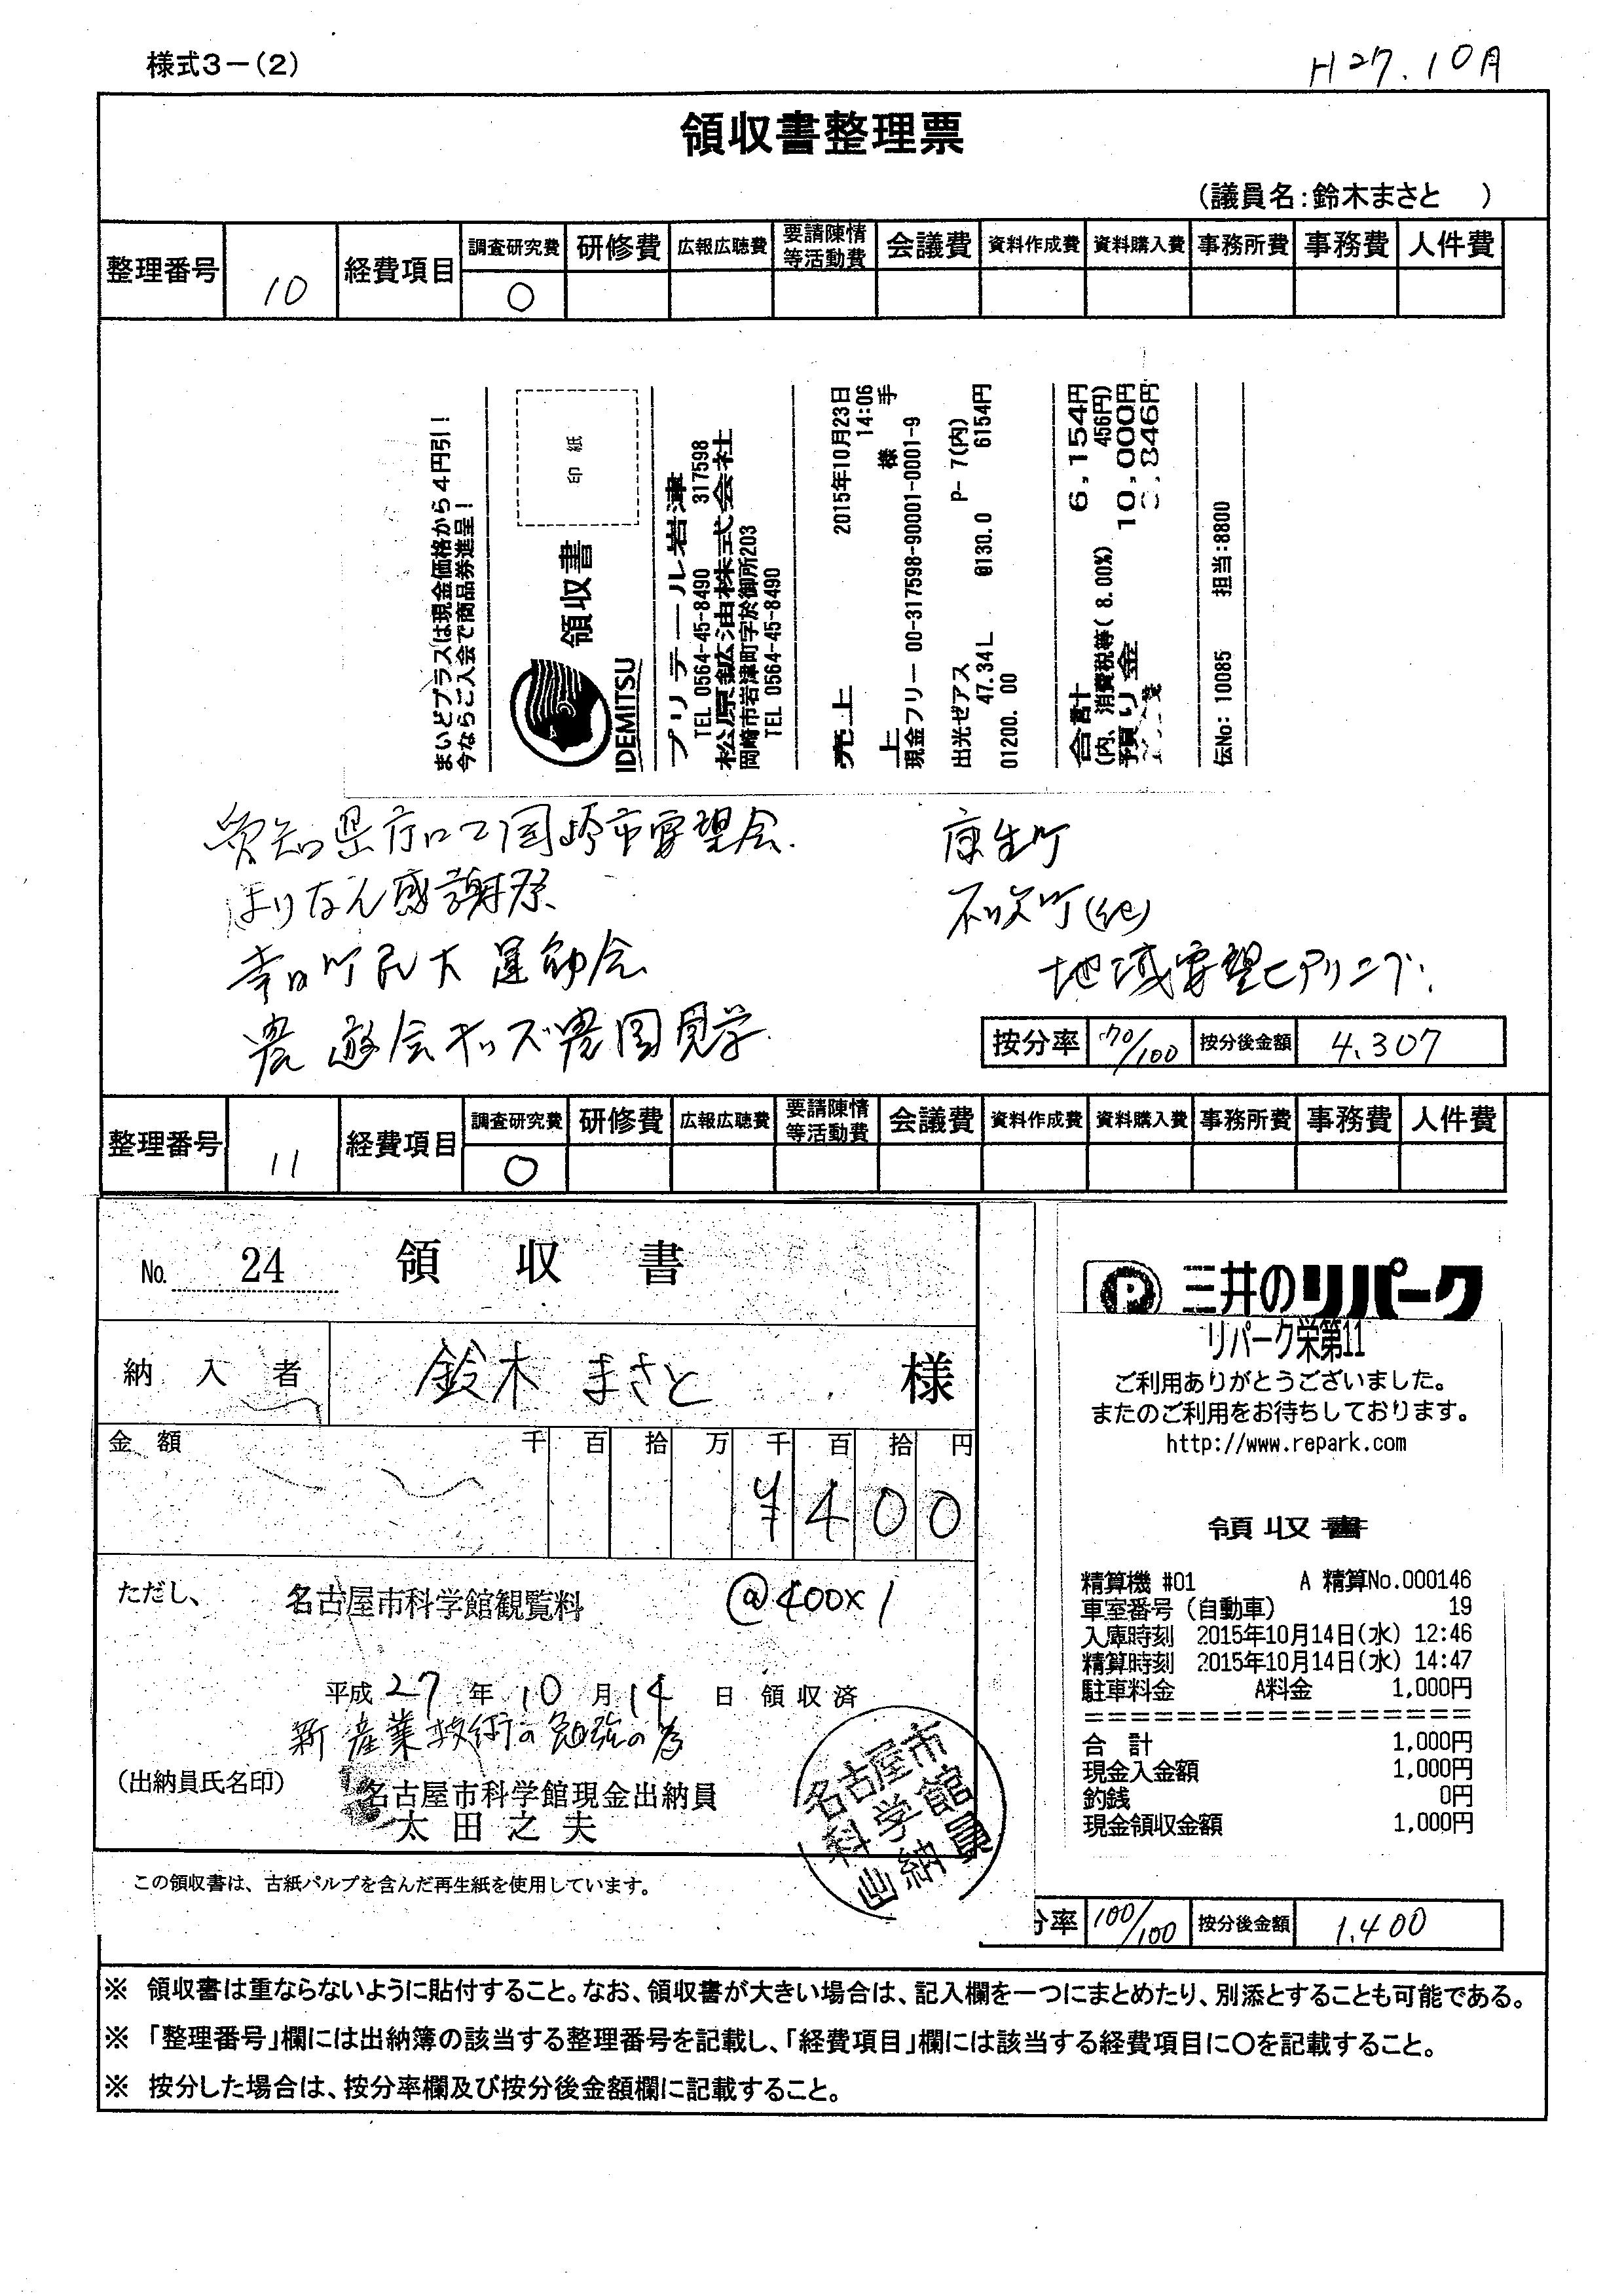 様式3-(2)
H27.10月
領収書整理票
(議員名:鈴木まさと )
整理番号 10 経費項目 調査研究費 研修費 広報広聴費 要請陳情等活動費 会議費 資料作成費 資料購入費 事務所費 事務費 人件費
○
まいどプラスは現金価格から4円引!
今ならご入会で商品券進呈!
領収書
印紙
IDEMITSU
プリテール岩津
TEL 0564-45-8490 317598
松原鉱油株式会社
岡崎市岩津町字於御所203
TEL 0564-45-8490
売上 2015年10月23日
14:06
上 様 手
現金フリー 00-317598-90001-0001-9
出光ゼアス P- 7(内)
47.34L @130.0 6154円
01200. 00
合計 6,154円
(内、消費税等( 8.00%) 456円)
預り金 10,000円
3,846円
伝No: 10085 担当:8800
愛知県庁にて岡崎市要望会
まりなん感謝祭
幸田町民大運動会
農遊会キッズ農園見学
康生町
地域要望ヒアリング
按分率 70/100 按分後金額 4.307
整理番号 11 経費項目 調査研究費 研修費 広報広聴費 要請陳情等活動費 会議費 資料作成費 資料購入費 事務所費 事務費 人件費
○
No. 24 領収書
納入者 鈴木 まさと 様
金額 千 百 拾 万 千 百 拾 円
¥400
ただし、 名古屋市科学館観覧料 @400×1
平成27年10月14日領収済
新産業技術の勉強の為
(出納員氏名印) 名古屋市科学館現金出納員
太田之夫
名古屋市
科学館
出納員
この領収書は、古紙パルプを含んだ再生紙を使用しています。
P 三井のリパーク
リパーク栄第11
ご利用ありがとうございました。
またのご利用をお待ちしております。
http://www.repark.com
領収書
精算機 #01 A 精算No.000146
車室番号(自動車) 19
入庫時刻 2015年10月14日(水) 12:46
精算時刻 2015年10月14日(水) 14:47
駐車料金 A料金 1,000円
==================
合 計 1,000円
現金入金額 1,000円
釣銭 0円
現金領収金額 1,000円
分率 100/100 按分後金額 1.400
※ 領収書は重ならないように貼付すること。なお、領収書が大きい場合は、記入欄を一つにまとめたり、別添とすることも可能である。
※ 「整理番号」欄には出納簿の該当する整理番号を記載し、「経費項目」欄には該当する経費項目に○を記載すること。
※ 按分した場合は、按分率欄及び按分後金額欄に記載すること。